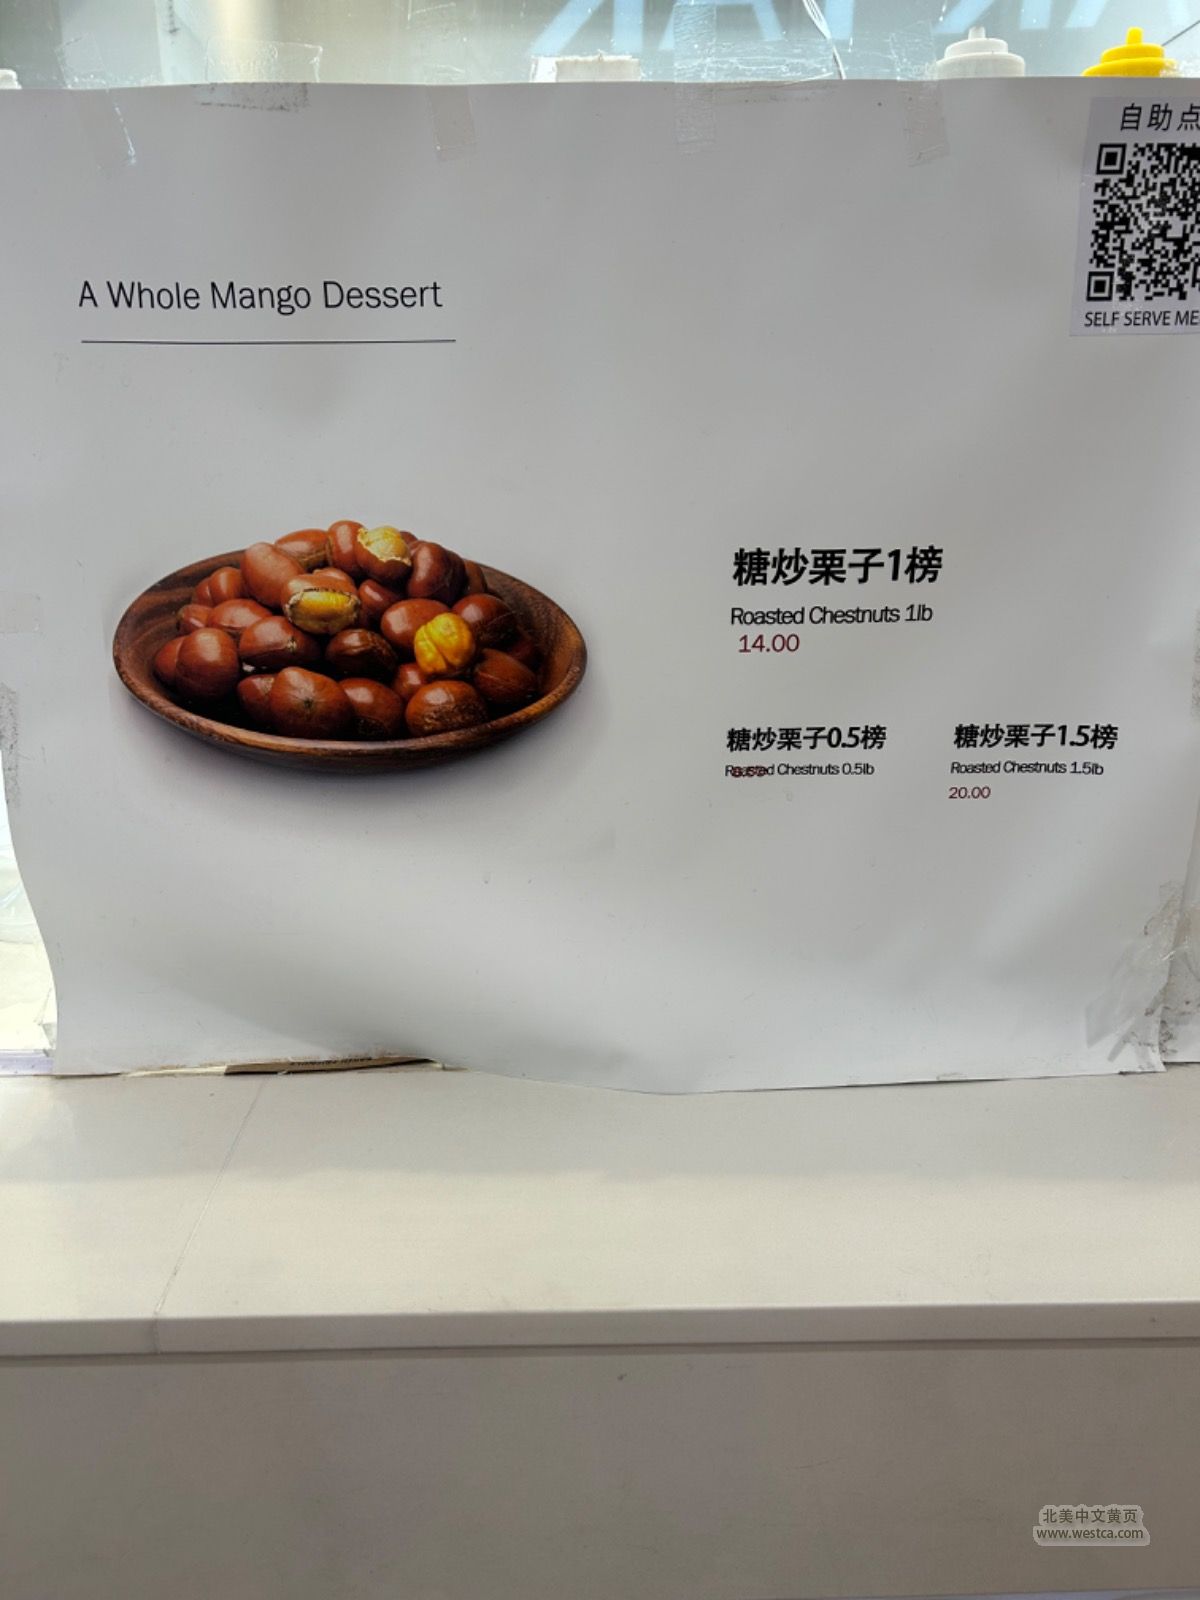 自助点
SELF SERVE ME
A Whole Mango Dessert
糖炒栗子1榜
Roasted Chestnuts 1lb
14.00
糖炒栗子0.5榜
Roasted Chestnuts 0.5lb
糖炒栗子1.5榜
Roasted Chestnuts 1.5lb
20.00
北美中文黄页
www.westca.com